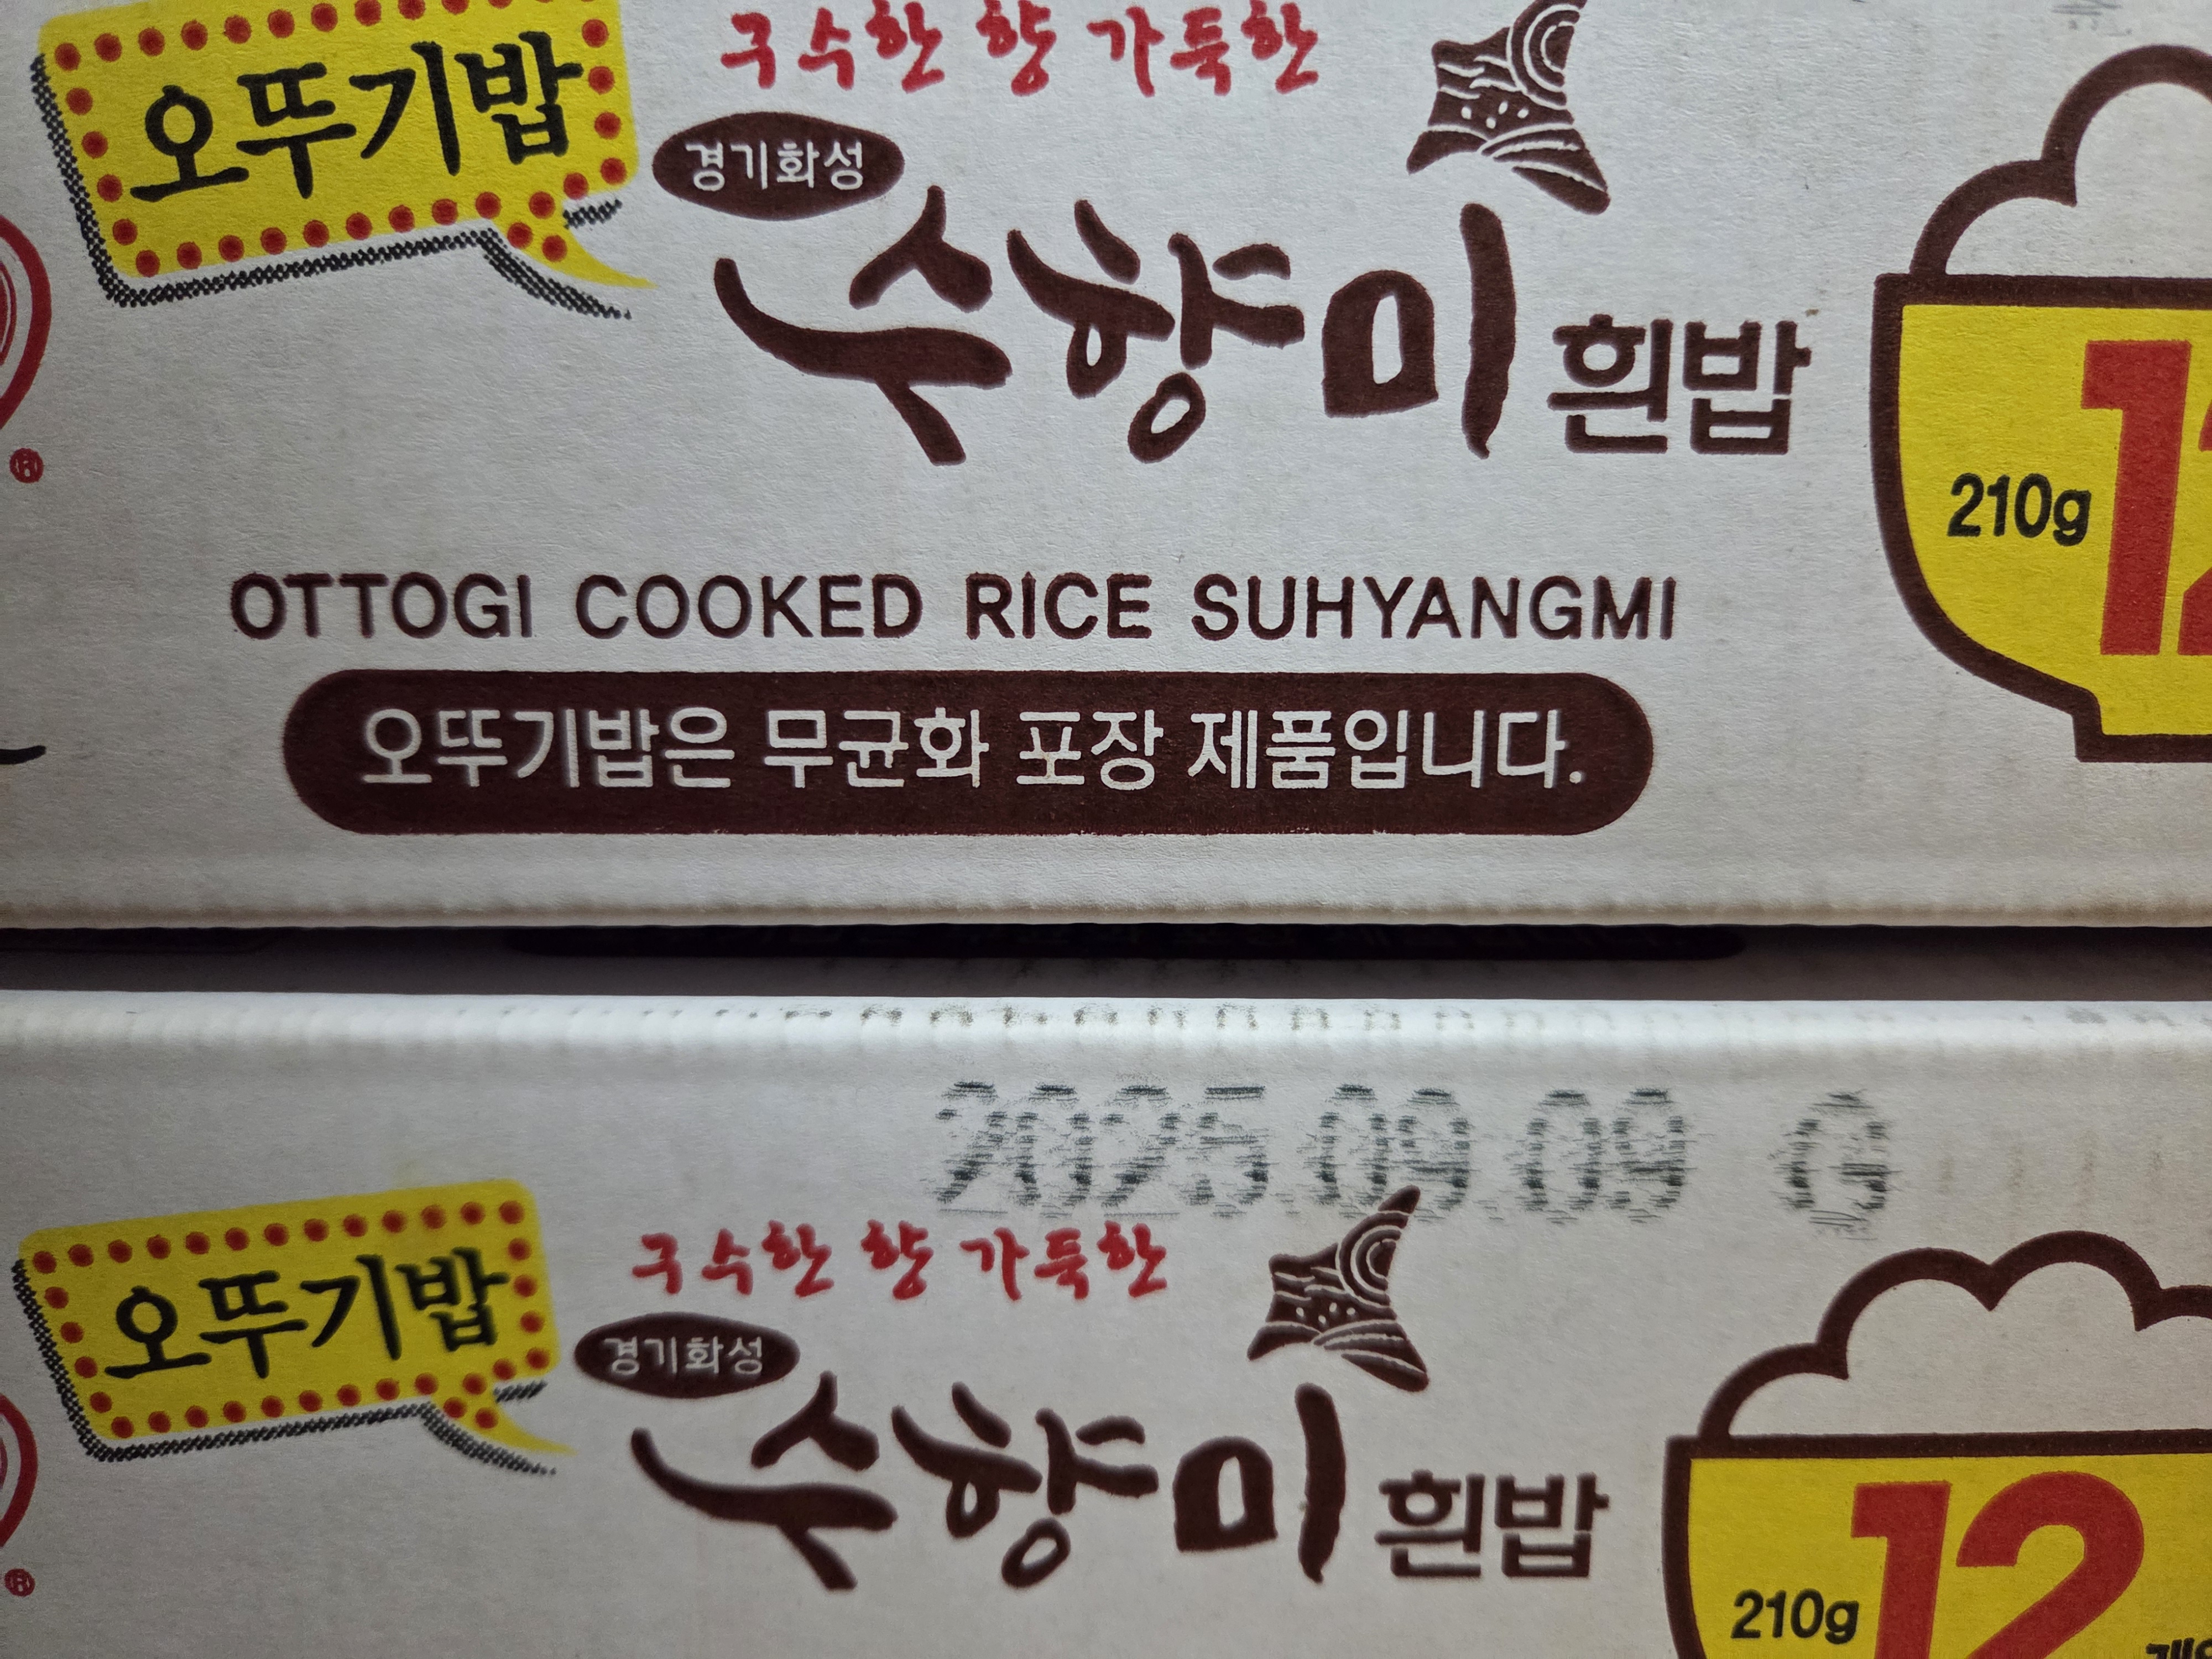 구수한 향 가득한
오뚜기밥
경기화성
수향미 흰밥
210g
OTTOGI COOKED RICE SUHYANGMI
오뚜기밥은 무균화 포장 제품입니다.
®
2025.09.09 G
구수한 향 가득한
오뚜기밥
경기화성
수향미 흰밥
12
210g
®